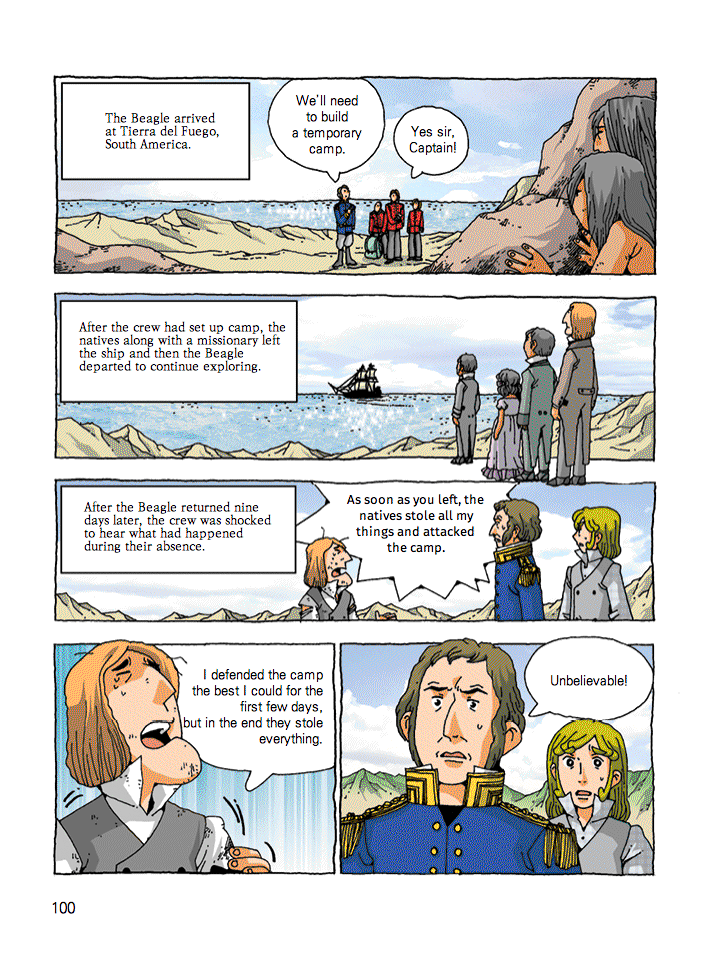 The Beagle arrived
at Tierra del Fuego,
South America.
We'll need
to build
a temporary
camp.
Yes sir,
Captain!
After the crew had set up camp, the
natives along with a missionary left
the ship and then the Beagle
departed to continue exploring.
After the Beagle returned nine
days later, the crew was shocked
to hear what had happened
during their absence.
As soon as you left, the
natives stole all my
things and attacked
the camp.
I defended the camp
the best I could for the
first few days,
but in the end they stole
everything.
Unbelievable!
100